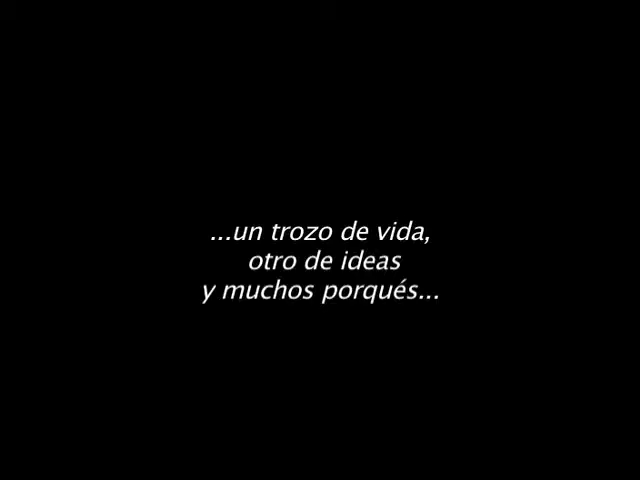 ...un trozo de vida,
otro de ideas
y muchos porqués...